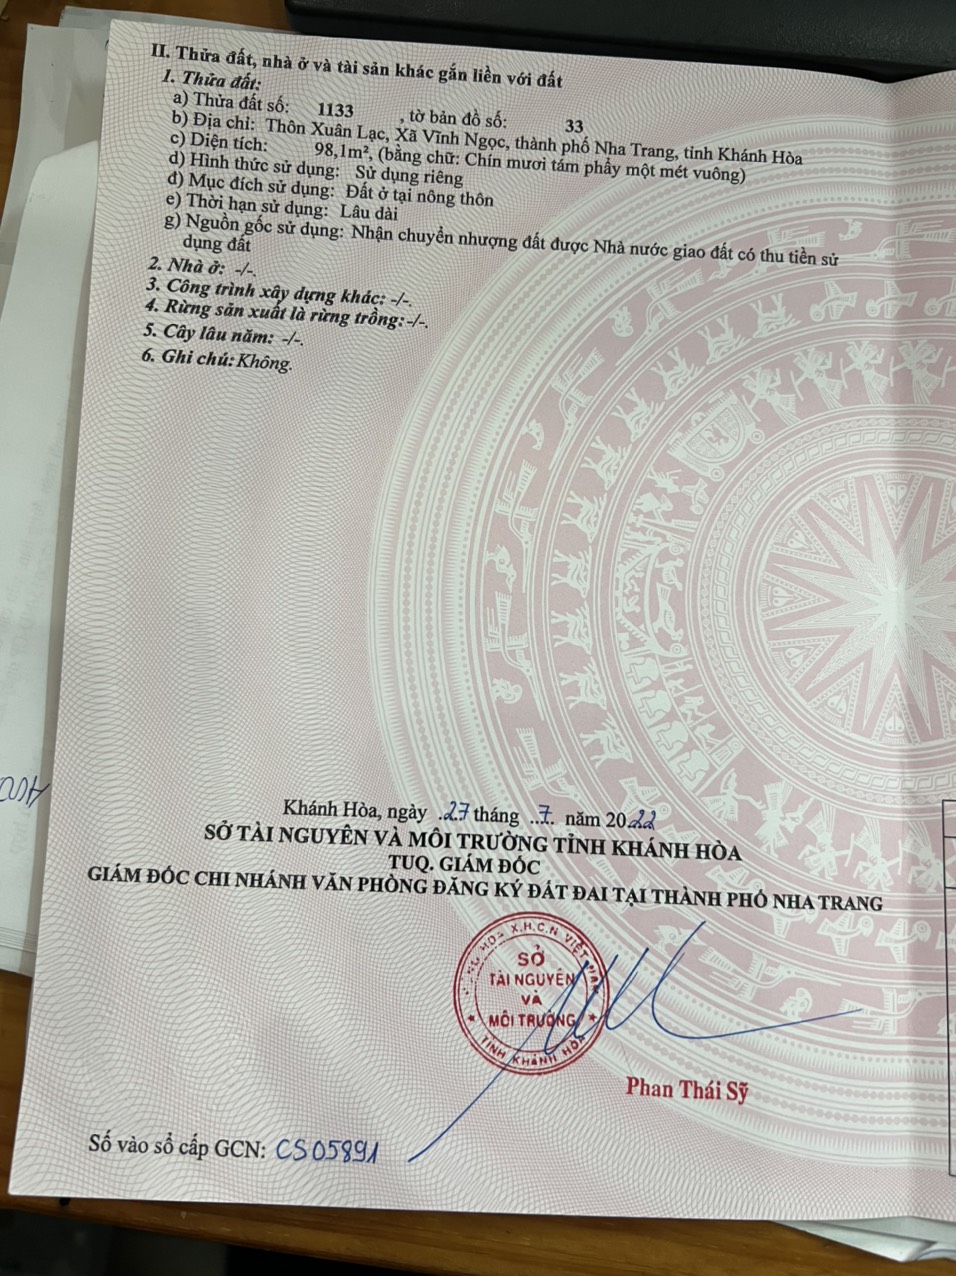 II. Thửa đất, nhà ở và tài sản khác gắn liền với đất
1. Thửa đất:
a) Thửa đất số: 1133 , tờ bản đồ số: 33
b) Địa chỉ: Thôn Xuân Lạc, Xã Vĩnh Ngọc, thành phố Nha Trang, tỉnh Khánh Hòa
c) Diện tích: 98,1m², (bằng chữ: Chín mươi tám phẩy một mét vuông)
d) Hình thức sử dụng: Sử dụng riêng
đ) Mục đích sử dụng: Đất ở tại nông thôn
e) Thời hạn sử dụng: Lâu dài
g) Nguồn gốc sử dụng: Nhận chuyển nhượng đất được Nhà nước giao đất có thu tiền sử
dụng đất
2. Nhà ở: -/-.
3. Công trình xây dựng khác: -/-.
4. Rừng sản xuất là rừng trồng: -/-.
5. Cây lâu năm: -/-.
6. Ghi chú: Không.
Khánh Hòa, ngày .27 tháng ..7. năm 2022
SỞ TÀI NGUYÊN VÀ MÔI TRƯỜNG TỈNH KHÁNH HÒA
TUQ. GIÁM ĐỐC
GIÁM ĐỐC CHI NHÁNH VĂN PHÒNG ĐĂNG KÝ ĐẤT ĐAI TẠI THÀNH PHỐ NHA TRANG
HOÀ X.H.C.N VIỆT NAM
SỞ
TÀI NGUYÊN
VÀ
MÔI TRƯỜNG
TỈNH KHÁNH HÒA
Phan Thái Sỹ
Số vào sổ cấp GCN: CS05891